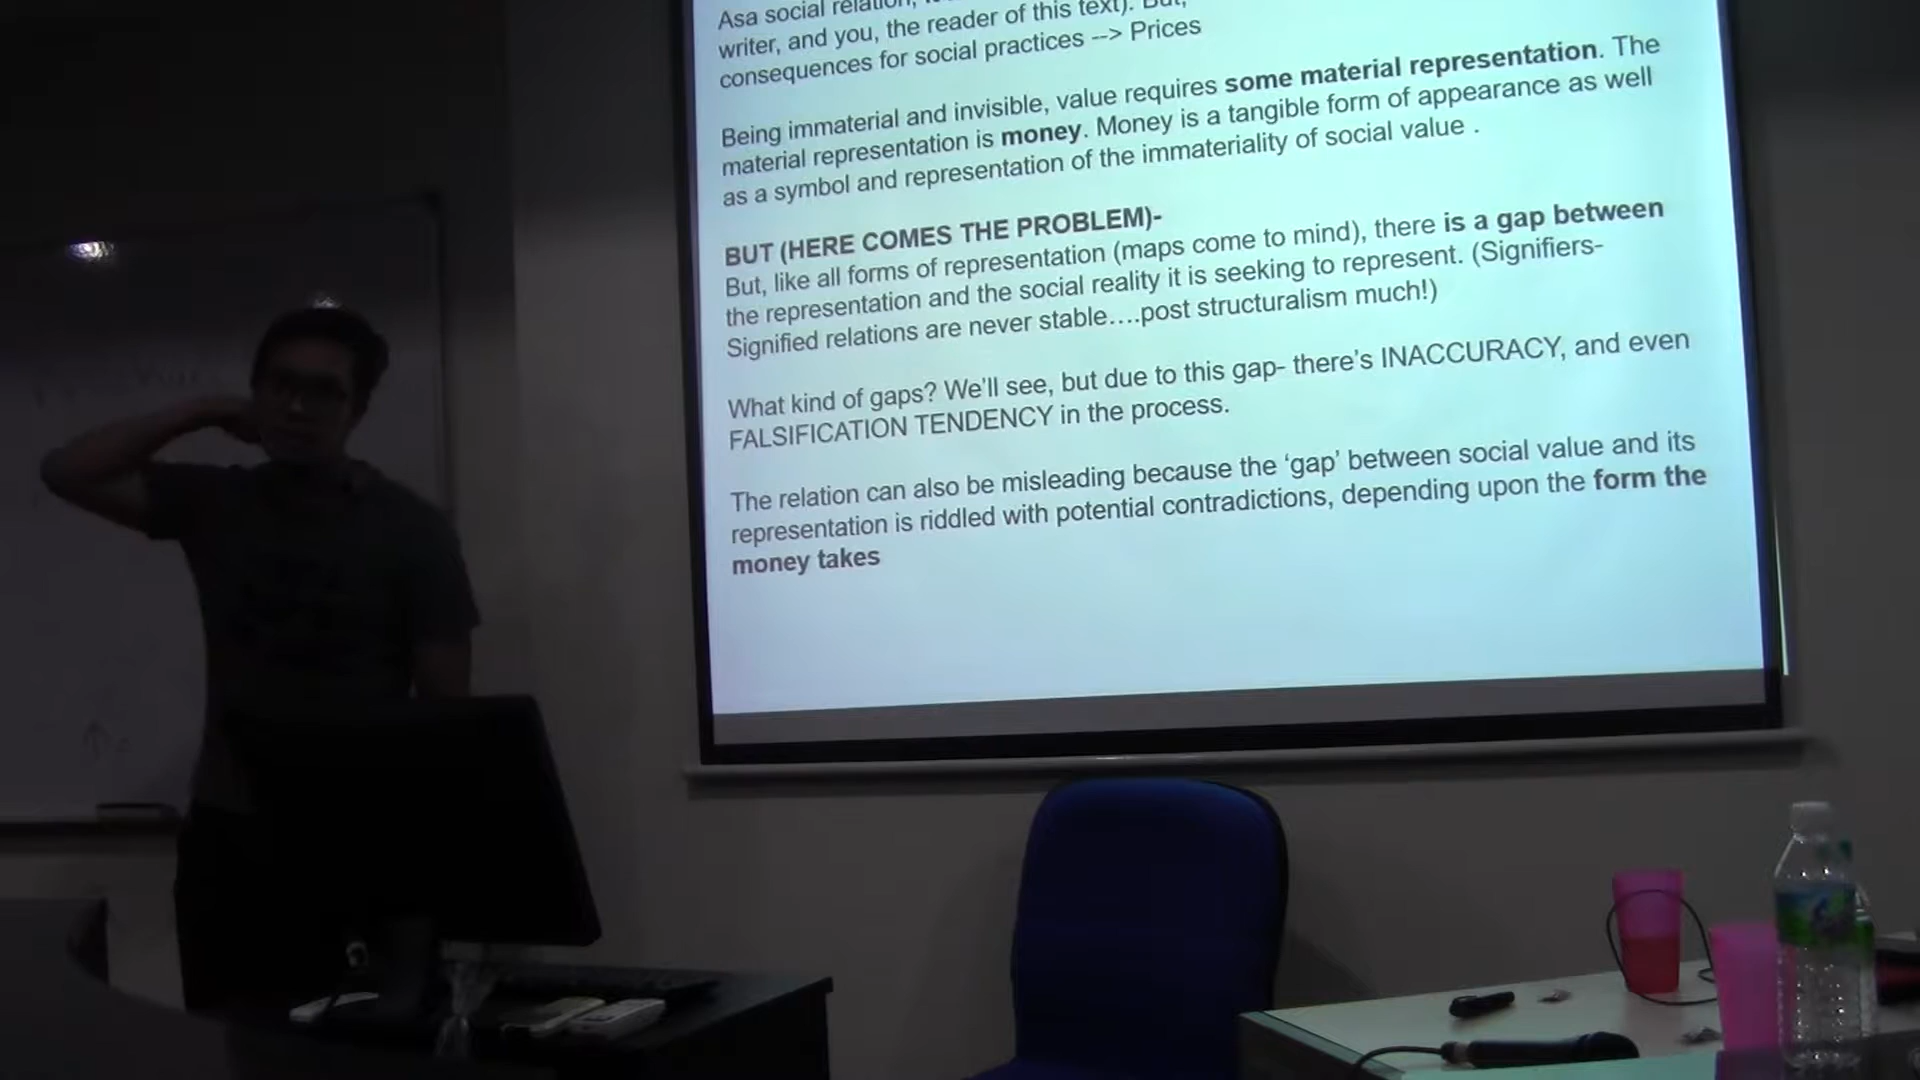 Asa social relation,
writer, and you, the reader of this text). But,
consequences for social practices --> Prices
Being immaterial and invisible, value requires some material representation. The
material representation is money. Money is a tangible form of appearance as well
as a symbol and representation of the immateriality of social value .
BUT (HERE COMES THE PROBLEM)-
But, like all forms of representation (maps come to mind), there is a gap between
the representation and the social reality it is seeking to represent. (Signifiers-
Signified relations are never stable....post structuralism much!)
What kind of gaps? We'll see, but due to this gap- there's INACCURACY, and even
FALSIFICATION TENDENCY in the process.
The relation can also be misleading because the ‘gap’ between social value and its
representation is riddled with potential contradictions, depending upon the form the
money takes